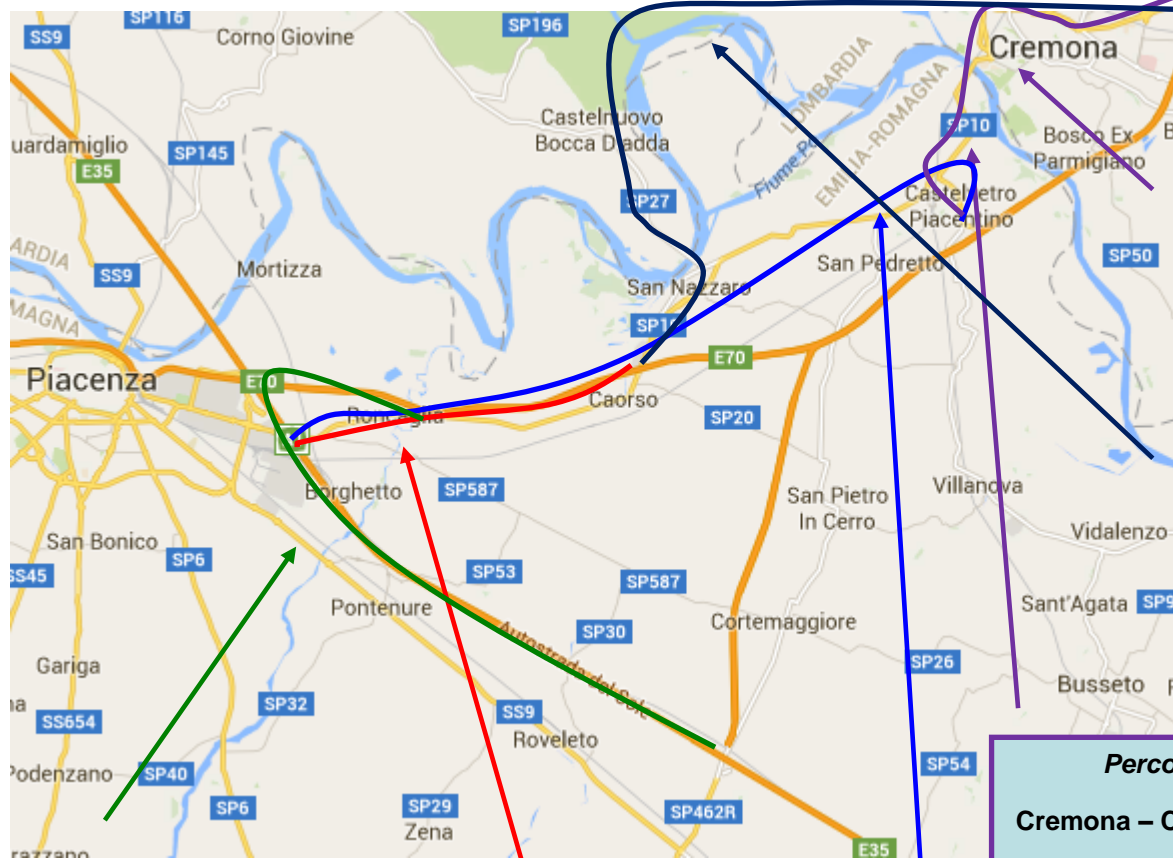 SP116
SP196
SS9
Corno Giovine
Cremona
LOMBARDIA
EMILIA-ROMAGNA
Castelnuovo
Bocca D'adda
SP10
Bosco Ex
Parmigiano
uardamiglio
SP145
E35
Fiume Po
SP27
Castelvetro
Piacentino
ARDIA
MAGNA
SS9
Mortizza
San Pedretto
SP50
San Nazzaro
SP10
E70
Piacenza
E70
Caorso
Roncaglia
SP20
Borghetto
SP587
San Pietro
In Cerro
Villanova
San Bonico
SP6
Vidalenzo
SS45
SP53
SP587
Pontenure
Sant'Agata
SP9
SP30
Cortemaggiore
Autostrada del Sole
Gariga
SP26
Busseto
na
SP32
SS654
SS9
Roveleto
Podenzano
SP40
SP54
Perco
SP6
SP29
Zena
SP462R
Cremona – C
E35
razzano